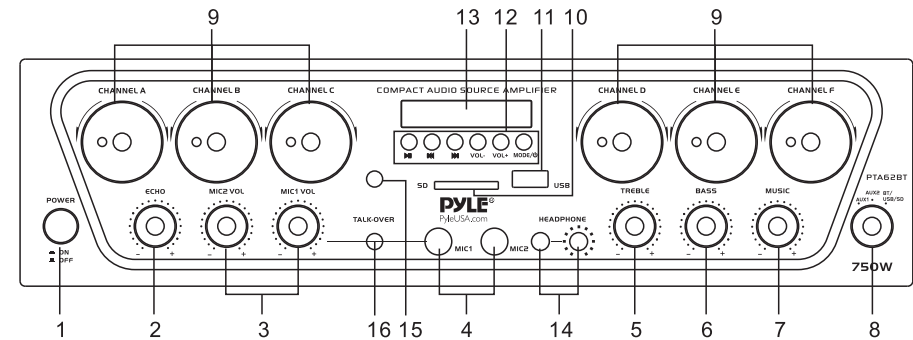 9 13 12 11 10 9
CHANNEL A CHANNEL B CHANNEL C COMPACT AUDIO SOURCE AMPLIFIER CHANNEL D CHANNEL E CHANNEL F
VOL- VOL+ MODE/
SD USB
PTA62BT
ECHO MIC2 VOL MIC1 VOL TREBLE BASS MUSIC
AUX2 BT/
AUX1 USB/SD
POWER
PYLE®
PyleUSA.com
TALK-OVER HEADPHONE
MIC1 MIC2
ON
OFF
- + - + - + - + - + - +
750W
1 2 3 16 15 4 14 5 6 7 8